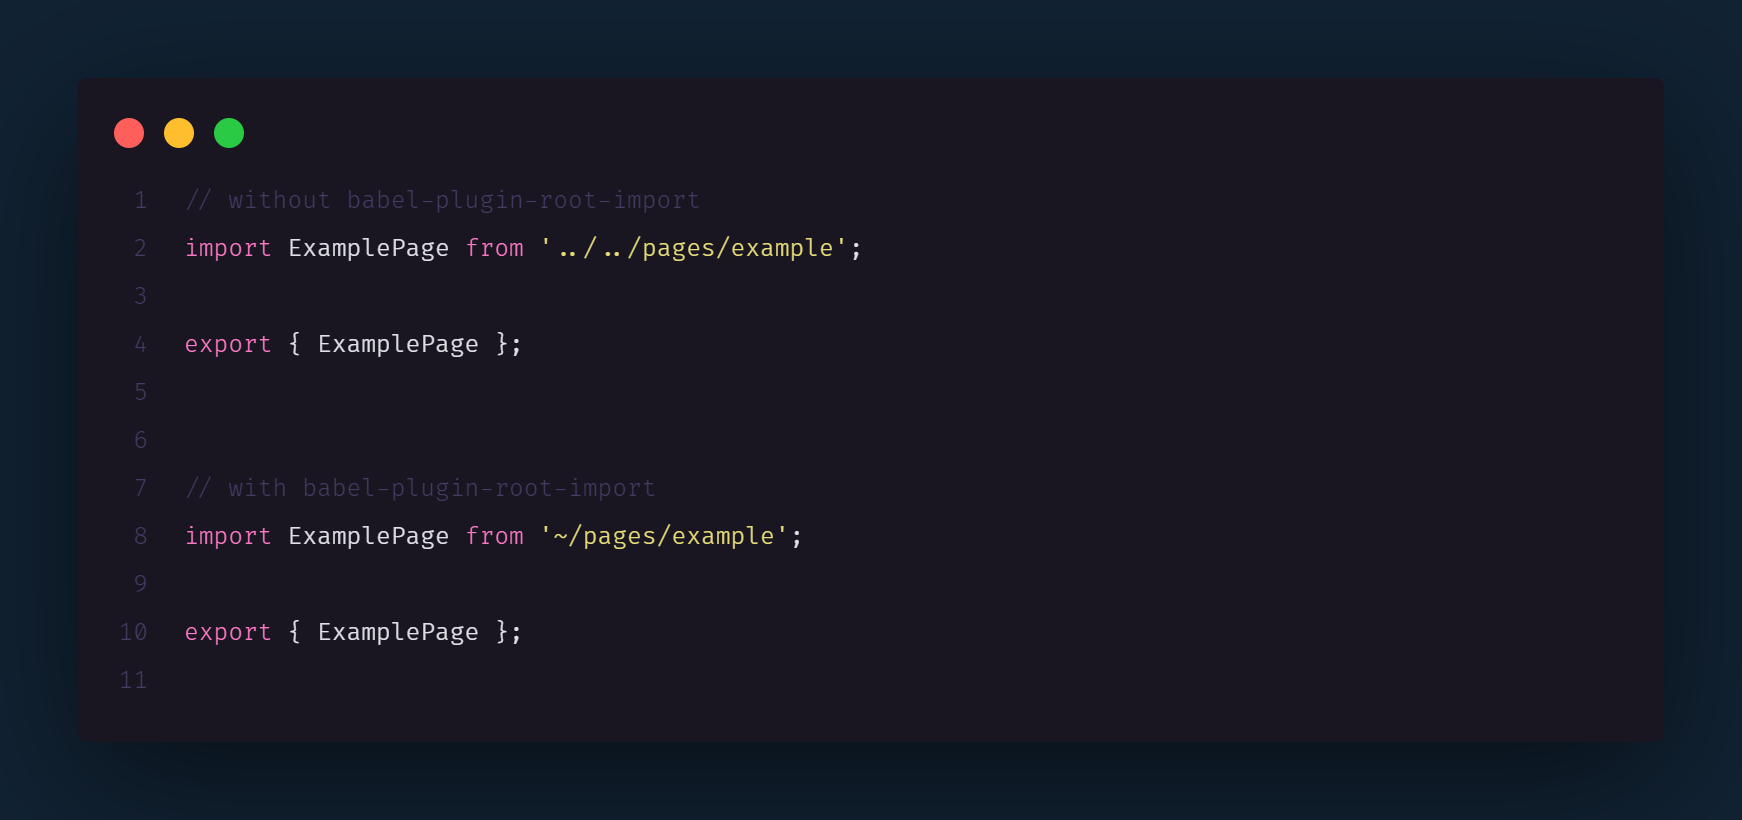 1 // without babel-plugin-root-import
2 import ExamplePage from '../../pages/example';
3
4 export { ExamplePage };
5
6
7 // with babel-plugin-root-import
8 import ExamplePage from '~/pages/example';
9
10 export { ExamplePage };
11